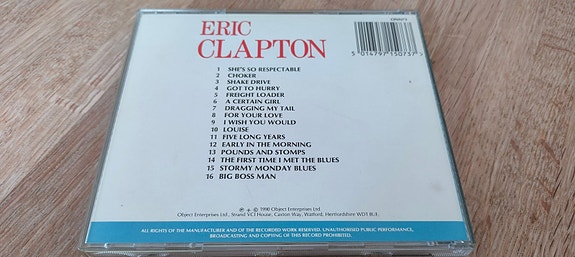 ERIC
CLAPTON
5 014797 150737 >
1 SHE'S SO RESPECTABLE
2 CHOKER
3 SHAKE DRIVE
4 GOT TO HURRY
5 FREIGHT LOADER
6 A CERTAIN GIRL
7 DRAGGING MY TAIL
8 FOR YOUR LOVE
9 I WISH YOU WOULD
10 LOUISE
11 FIVE LONG YEARS
12 EARLY IN THE MORNING
13 POUNDS AND STOMPS
14 THE FIRST TIME I MET THE BLUES
15 STORMY MONDAY BLUES
16 BIG BOSS MAN
℗ + © 1990 Object Enterprises Ltd.
Object Enterprises Ltd., Strand VCI House, Caxton Way, Watford, Hertfordshire WD1 8UF.
ALL RIGHTS OF THE MANUFACTURER AND OF THE RECORDED WORK RESERVED. UNAUTHORISED PUBLIC PERFORMANCE,
BROADCASTING AND COPYING OF THIS RECORD PROHIBITED.